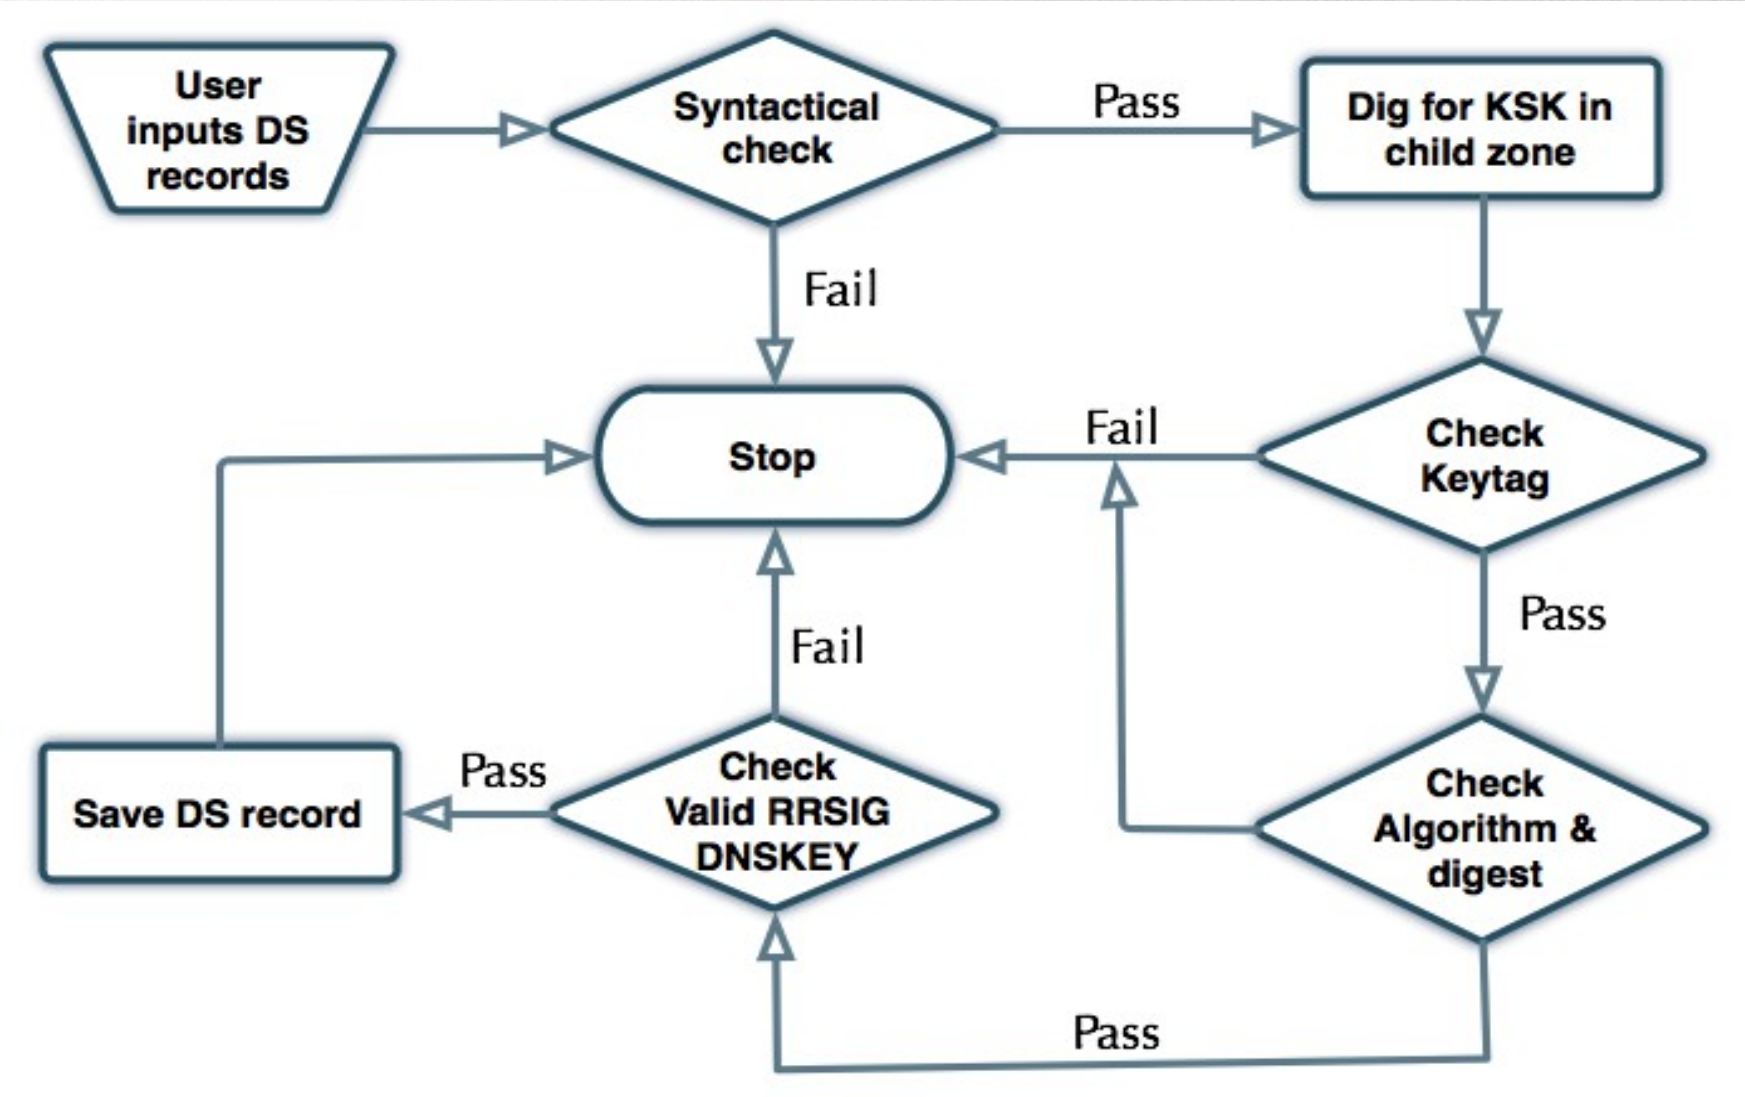 User
inputs DS
records
Syntactical
check
Pass
Dig for KSK in
child zone
Fail
Stop
Fail
Check
Keytag
Pass
Fail
Save DS record
Pass
Check
Valid RRSIG
DNSKEY
Check
Algorithm &
digest
Pass